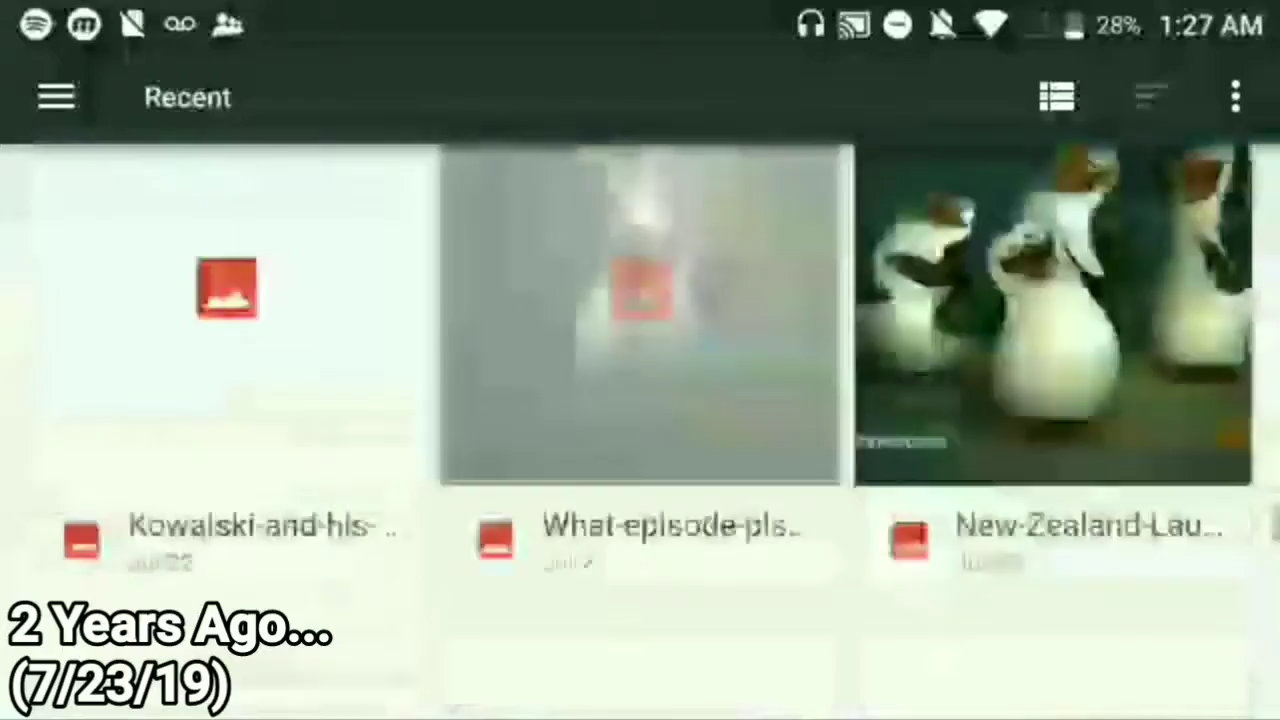 28% 1:27 AM
Recent
Kowalski-and-his-...
What-episode-pls...
New-Zealand-Lau...
2 Years Ago...
(7/23/19)